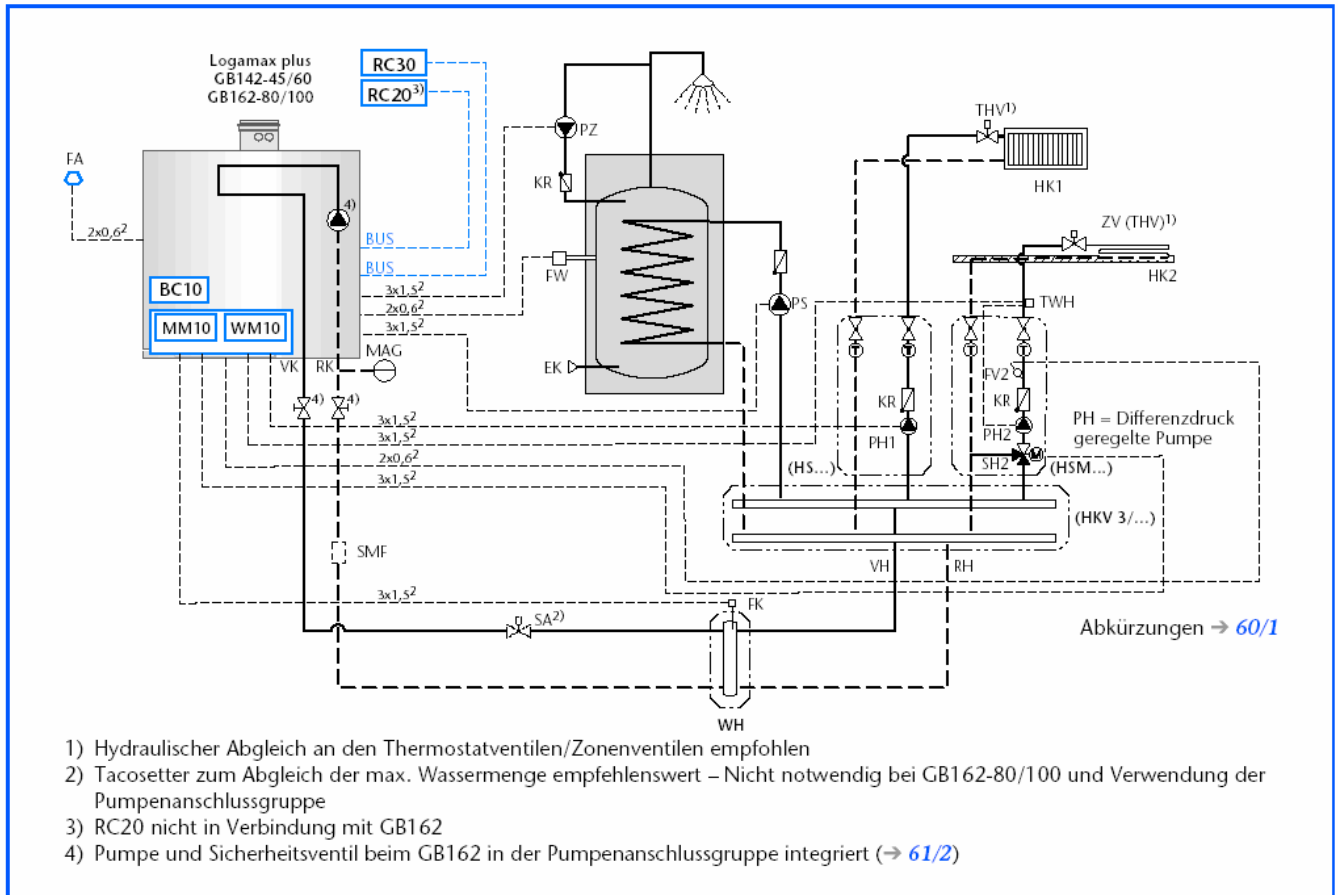 Logamax plus
GB142-45/60
GB162-80/100
RC30
RC20³⁾
FA
2x0,6²
4)
BUS
BUS
BC10
MM10
WM10
3x1,5²
2x0,6²
3x1,5²
VK
RK
MAG
4)
4)
PZ
KR
FW
EK
PS
THV¹⁾
HK1
ZV (THV)¹⁾
HK2
TWH
T
T
T
T
FV2
KR
KR
PH1
PH2
SH2
M
PH = Differenzdruck
geregelte Pumpe
(HS...)
(HSM...)
(HKV 3/...)
3x1,5²
3x1,5²
2x0,6²
3x1,5²
SMF
VH
RH
3x1,5²
FK
SA²⁾
WH
Abkürzungen → 60/1
1) Hydraulischer Abgleich an den Thermostatventilen/Zonenventilen empfohlen
2) Tacosetter zum Abgleich der max. Wassermenge empfehlenswert – Nicht notwendig bei GB162-80/100 und Verwendung der
Pumpenanschlussgruppe
3) RC20 nicht in Verbindung mit GB162
4) Pumpe und Sicherheitsventil beim GB162 in der Pumpenanschlussgruppe integriert (→ 61/2)